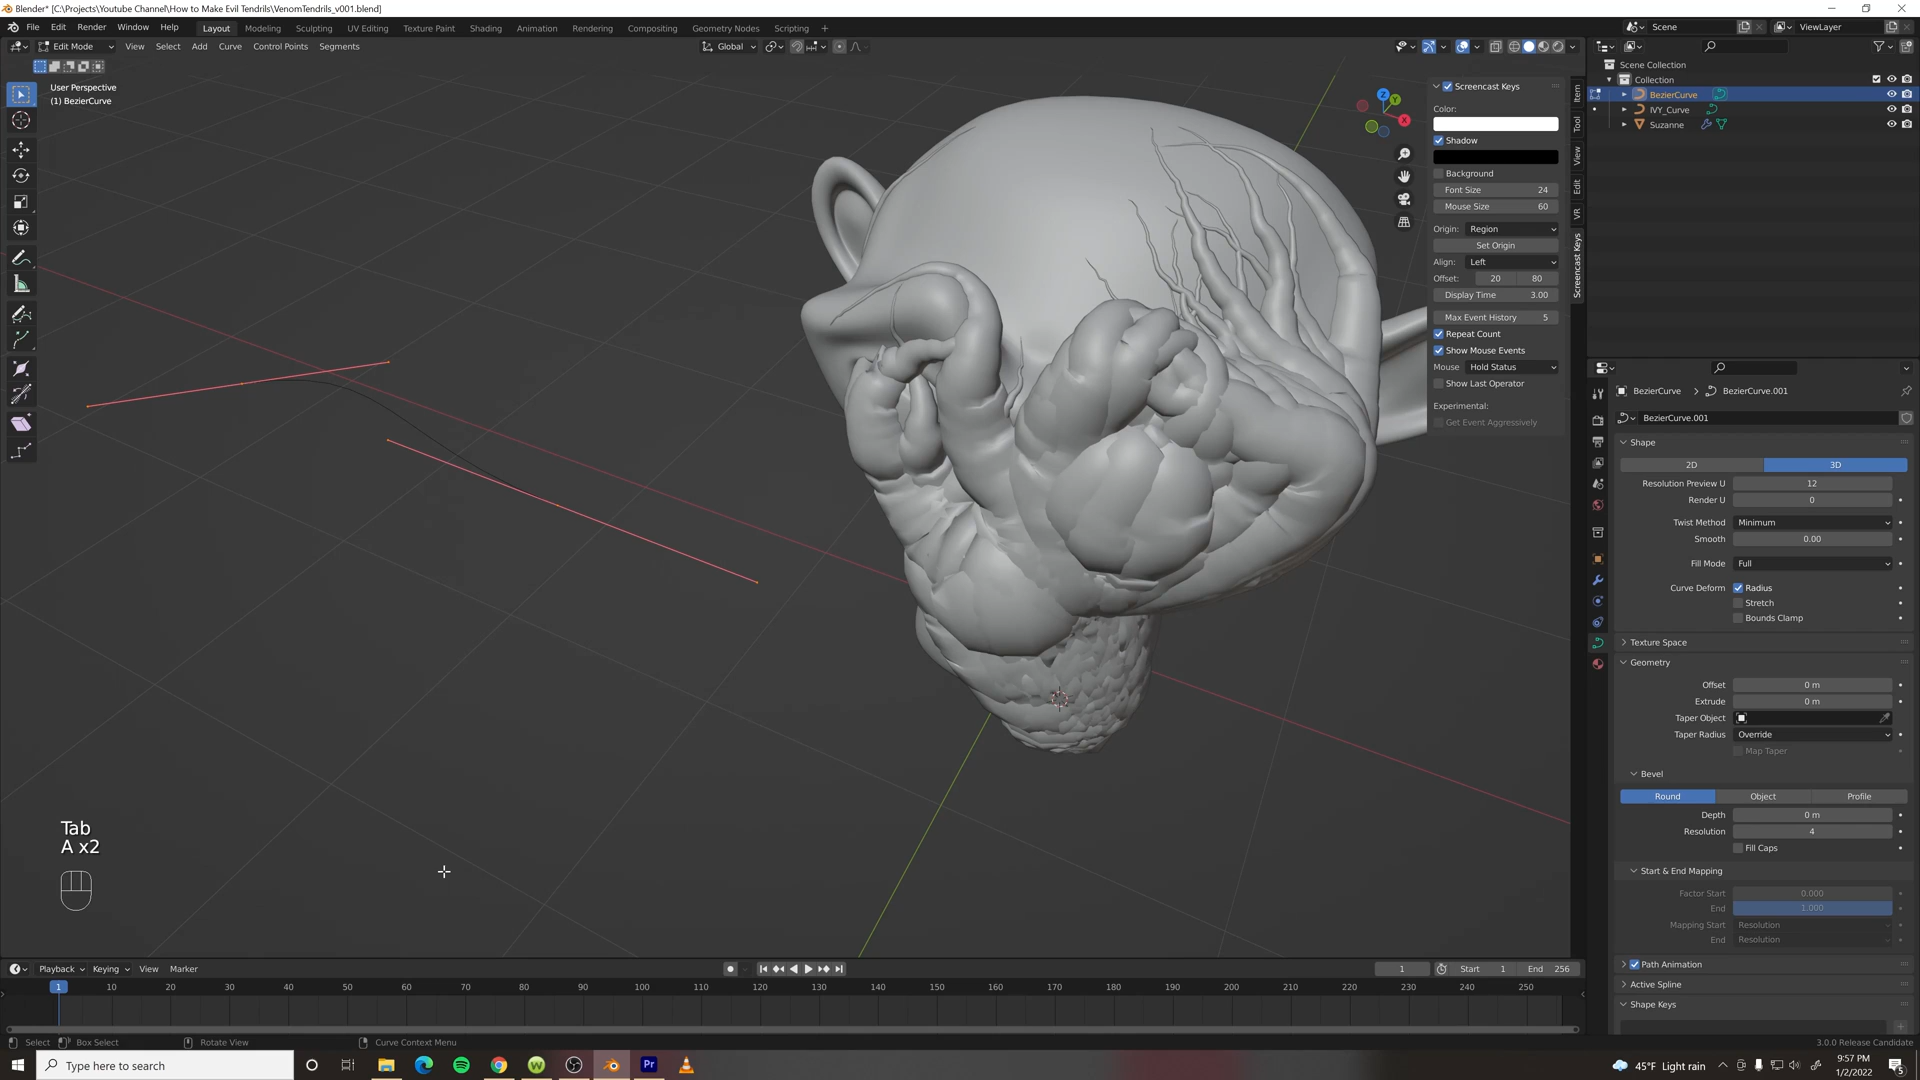 Blender* [C:\Projects\Youtube Channel\How to Make Evil Tendrils\VenomTendrils_v001.blend]
File Edit Render Window Help Layout Modeling Sculpting UV Editing Texture Paint Shading Animation Rendering Compositing Geometry Nodes Scripting + Scene ViewLayer
Edit Mode View Select Add Curve Control Points Segments Global
User Perspective
(1) BezierCurve
Screencast Keys
Color:
Shadow
Background
Font Size 24
Mouse Size 60
Origin: Region
Set Origin
Align: Left
Offset: 20 80
Display Time 3.00
Max Event History 5
Repeat Count
Show Mouse Events
Mouse Hold Status
Show Last Operator
Experimental:
Get Event Aggressively
Item
Tool
View
Edit
VR
Screencast Keys
Z
Y
X
Scene Collection
Collection
BezierCurve
IVY_Curve
Suzanne
BezierCurve > BezierCurve.001
BezierCurve.001
Shape
2D 3D
Resolution Preview U 12
Render U 0
Twist Method Minimum
Smooth 0.00
Fill Mode Full
Curve Deform Radius
Stretch
Bounds Clamp
Texture Space
Geometry
Offset 0 m
Extrude 0 m
Taper Object
Taper Radius Override
Map Taper
Bevel
Round Object Profile
Depth 0 m
Resolution 4
Fill Caps
Start & End Mapping
Factor Start 0.000
End 1.000
Mapping Start Resolution
End Resolution
Path Animation
Active Spline
Shape Keys
Tab
A x2
Playback Keying View Marker 1 Start 1 End 256
1 10 20 30 40 50 60 70 80 90 100 110 120 130 140 150 160 170 180 190 200 210 220 230 240 250
Select Box Select Rotate View Curve Context Menu 3.0.0 Release Candidate
Type here to search
W
Pr
45°F Light rain
9:57 PM
1/2/2022
5